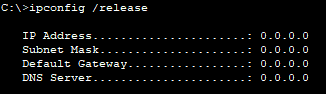 C:\>ipconfig /release
IP Address......................: 0.0.0.0
Subnet Mask.....................: 0.0.0.0
Default Gateway.................: 0.0.0.0
DNS Server......................: 0.0.0.0